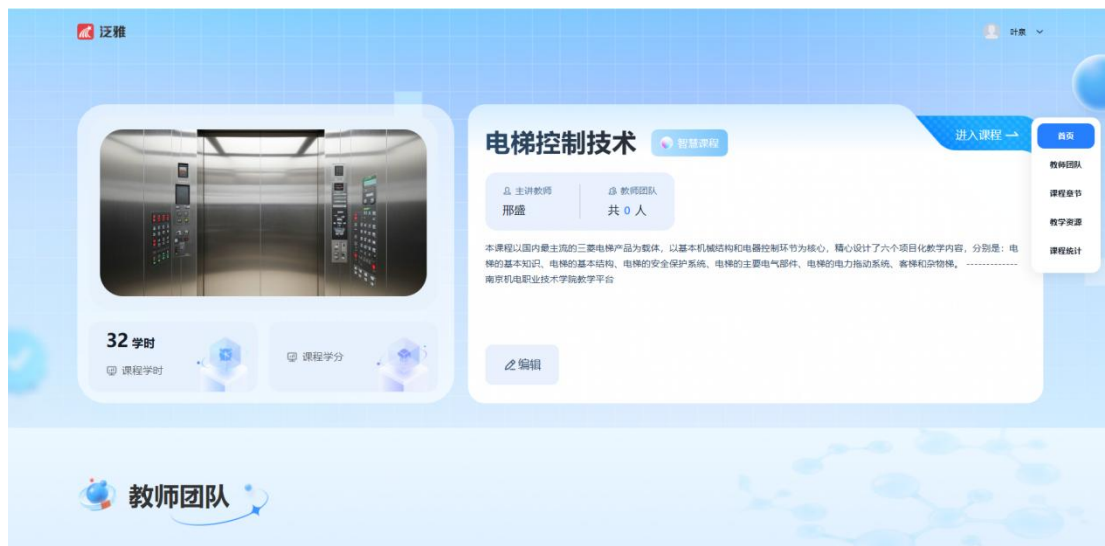 泛雅
叶泉
电梯控制技术
智慧课程
进入课程
首页
教师团队
课程章节
教学资源
课程统计
主讲教师
教师团队
邢盛
共 0 人
本课程以国内最主流的三菱电梯产品为载体，以基本机械结构和电器控制环节为核心，精心设计了六个项目化教学内容，分别是：电
梯的基本知识、电梯的基本结构、电梯的安全保护系统、电梯的主要电气部件、电梯的电力拖动系统、客梯和杂物梯。 -------------
南京机电职业技术学院教学平台
32 学时
课程学时
课程学分
编辑
教师团队